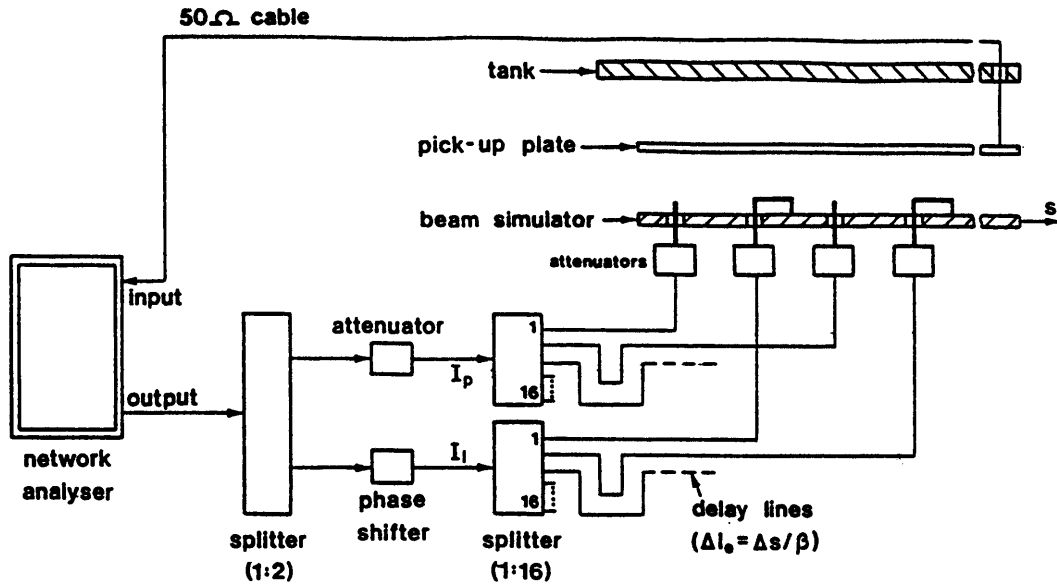 50Ω cable
tank
pick-up plate
beam simulator
s
attenuators
input
attenuator
1
Ip
16
output
1
Il
16
network
analyser
phase
shifter
delay lines
(Δle = Δs/β)
splitter
(1:2)
splitter
(1:16)